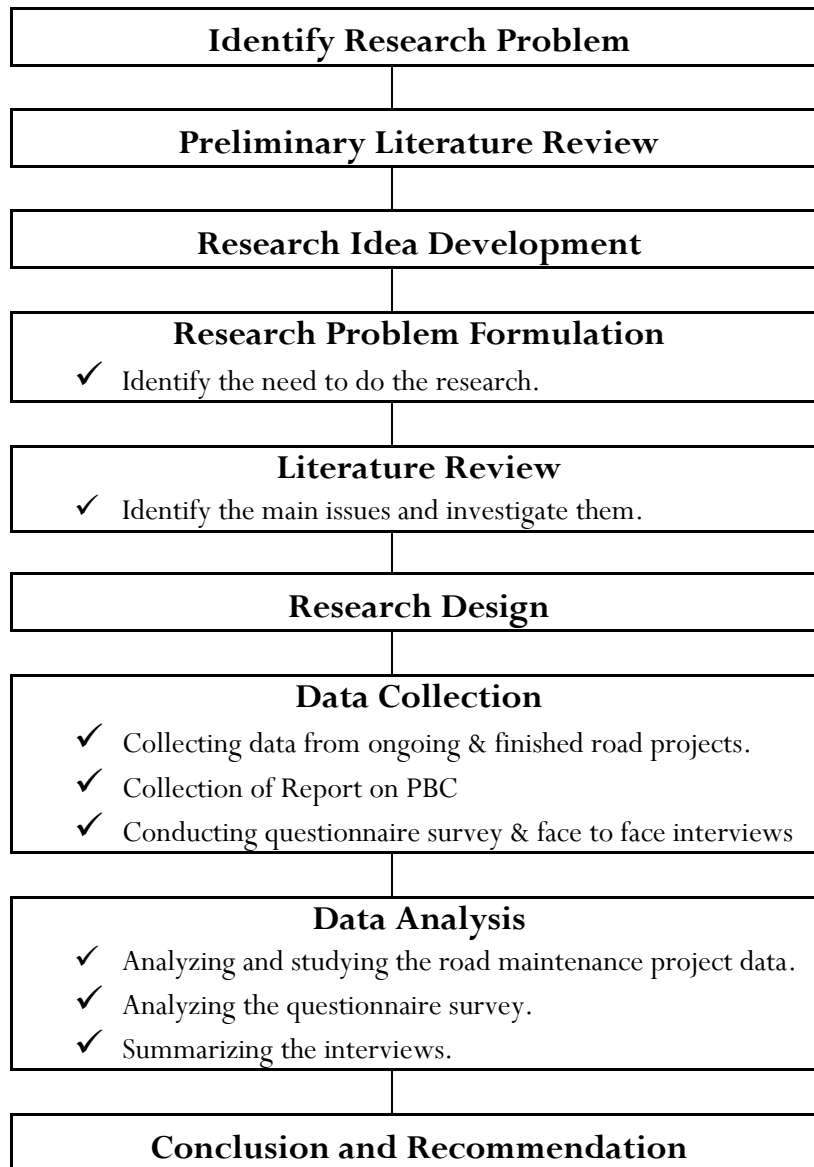 Identify Research Problem
Preliminary Literature Review
Research Idea Development
Research Problem Formulation
✓ Identify the need to do the research.
Literature Review
✓ Identify the main issues and investigate them.
Research Design
Data Collection
✓ Collecting data from ongoing & finished road projects.
✓ Collection of Report on PBC
✓ Conducting questionnaire survey & face to face interviews
Data Analysis
✓ Analyzing and studying the road maintenance project data.
✓ Analyzing the questionnaire survey.
✓ Summarizing the interviews.
Conclusion and Recommendation